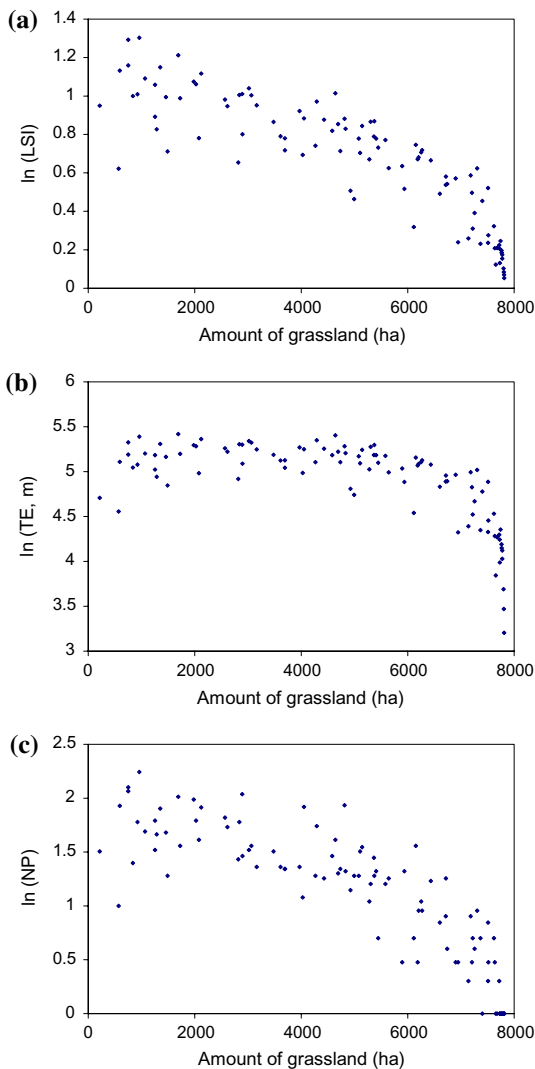 (a)
ln (LSI)
1.4
1.2
1
0.8
0.6
0.4
0.2
0
0 2000 4000 6000 8000
Amount of grassland (ha)
(b)
ln (TE, m)
6
5.5
5
4.5
4
3.5
3
0 2000 4000 6000 8000
Amount of grassland (ha)
(c)
ln (NP)
2.5
2
1.5
1
0.5
0
0 2000 4000 6000 8000
Amount of grassland (ha)